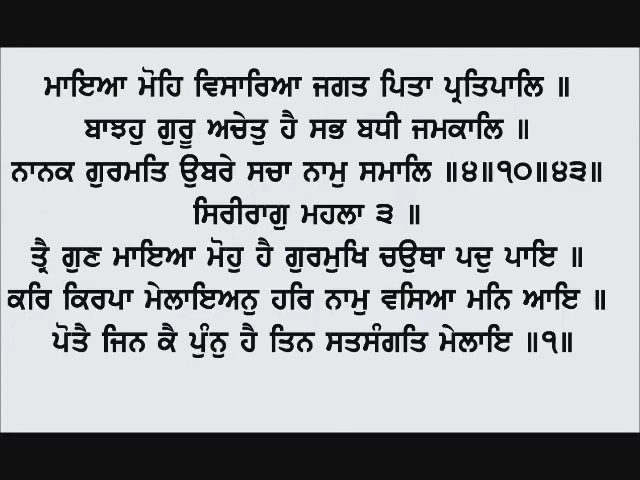 ਮਾਇਆ ਮੋਹਿ ਵਿਸਾਰਿਆ ਜਗਤ ਪਿਤਾ ਪ੍ਰਤਿਪਾਲਿ ॥
ਬਾਝਹੁ ਗੁਰੂ ਅਚੇਤੁ ਹੈ ਸਭ ਬਧੀ ਜਮਕਾਲਿ ॥
ਨਾਨਕ ਗੁਰਮਤਿ ਉਬਰੇ ਸਚਾ ਨਾਮੁ ਸਮਾਲਿ ॥੪॥੧੦॥੪੩॥
ਸਿਰੀਰਾਗੁ ਮਹਲਾ ੩ ॥
ਤ੍ਰੈ ਗੁਣ ਮਾਇਆ ਮੋਹੁ ਹੈ ਗੁਰਮੁਖਿ ਚਉਥਾ ਪਦੁ ਪਾਇ ॥
ਕਰਿ ਕਿਰਪਾ ਮੇਲਾਇਅਨੁ ਹਰਿ ਨਾਮੁ ਵਸਿਆ ਮਨਿ ਆਇ ॥
ਪੋਤੈ ਜਿਨ ਕੈ ਪੁੰਨੁ ਹੈ ਤਿਨ ਸਤਸੰਗਤਿ ਮੇਲਾਇ ॥੧॥